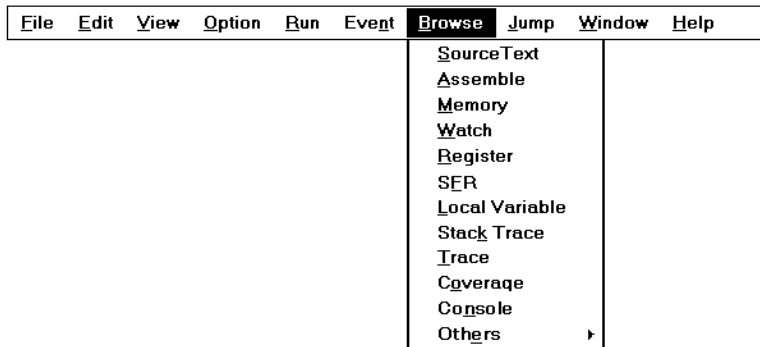 File Edit View Option Run Event Browse Jump Window Help
SourceText
Assemble
Memory
Watch
Register
SFR
Local Variable
Stack Trace
Trace
Coverage
Console
Others